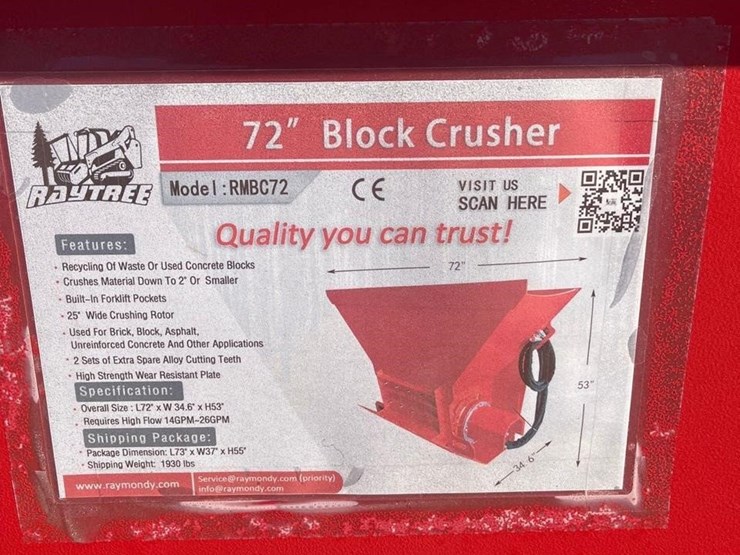 72" Block Crusher
RAYTREE
Model:RMBC72
CE
VISIT US
SCAN HERE
Quality you can trust!
Features:
· Recycling Of Waste Or Used Concrete Blocks
· Crushes Material Down To 2" Or Smaller
· Built-In Forklift Pockets
· 25" Wide Crushing Rotor
· Used For Brick, Block, Asphalt,
Unreinforced Concrete And Other Applications
· 2 Sets of Extra Spare Alloy Cutting Teeth
· High Strength Wear Resistant Plate
Specification:
· Overall Size : L72" x W 34.6" x H53"
· Requires High Flow 14GPM-26GPM
Shipping Package:
· Package Dimension: L73" x W37" x H55"
· Shipping Weight: 1930 lbs
www.raymondy.com
Service@raymondy.com (priority)
info@raymondy.com
72"
53"
34.6"